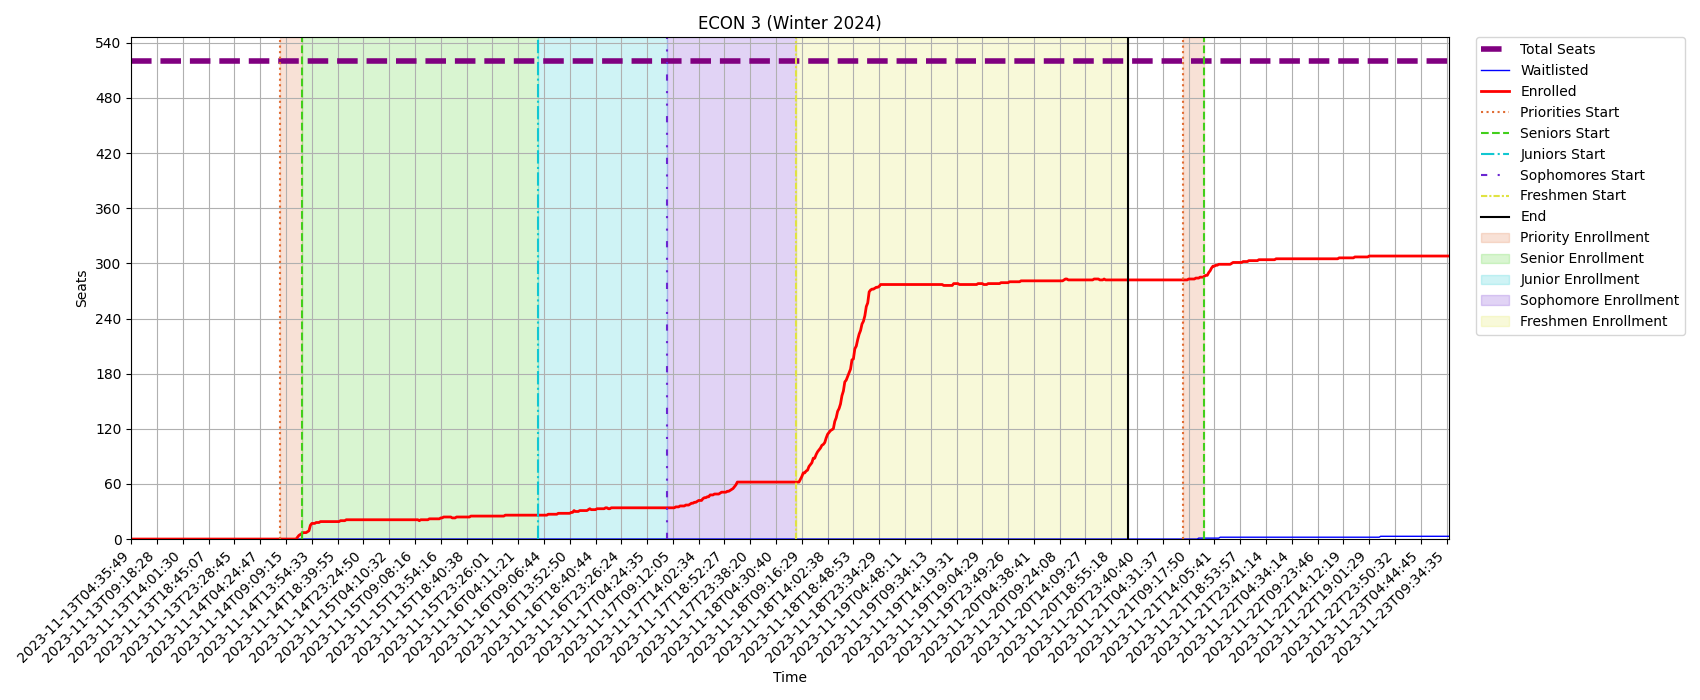 ECON 3 (Winter 2024)
540
480
420
360
300
240
180
120
60
0
Seats
2023-11-13T04:35:49
2023-11-13T09:18:28
2023-11-13T14:01:30
2023-11-13T18:45:07
2023-11-13T23:28:45
2023-11-14T04:24:47
2023-11-14T09:09:15
2023-11-14T13:54:33
2023-11-14T18:39:55
2023-11-14T23:24:50
2023-11-15T04:10:32
2023-11-15T09:08:16
2023-11-15T13:54:16
2023-11-15T18:40:38
2023-11-15T23:26:01
2023-11-16T04:11:21
2023-11-16T09:06:44
2023-11-16T13:52:50
2023-11-16T18:40:44
2023-11-16T23:26:24
2023-11-17T04:24:35
2023-11-17T09:12:05
2023-11-17T14:02:34
2023-11-17T18:52:27
2023-11-17T23:38:20
2023-11-18T04:30:40
2023-11-18T09:16:29
2023-11-18T14:02:38
2023-11-18T18:48:53
2023-11-18T23:34:29
2023-11-19T04:48:11
2023-11-19T09:34:13
2023-11-19T14:19:31
2023-11-19T19:04:29
2023-11-19T23:49:26
2023-11-20T04:38:41
2023-11-20T09:24:08
2023-11-20T14:09:27
2023-11-20T18:55:18
2023-11-20T23:40:40
2023-11-21T04:31:37
2023-11-21T09:17:50
2023-11-21T14:05:41
2023-11-21T18:53:57
2023-11-21T23:41:14
2023-11-22T04:34:14
2023-11-22T09:23:46
2023-11-22T14:12:19
2023-11-22T19:01:29
2023-11-22T23:50:32
2023-11-23T04:44:45
2023-11-23T09:34:35
Time
Total Seats
Waitlisted
Enrolled
Priorities Start
Seniors Start
Juniors Start
Sophomores Start
Freshmen Start
End
Priority Enrollment
Senior Enrollment
Junior Enrollment
Sophomore Enrollment
Freshmen Enrollment